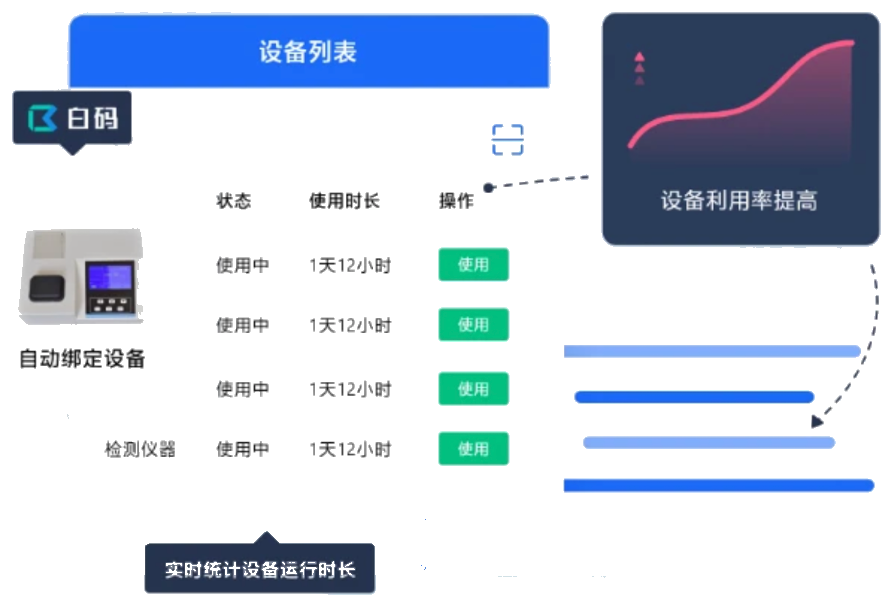 设备列表
白码
设备利用率提高
状态 使用时长 操作
使用中 1天12小时 使用
使用中 1天12小时 使用
自动绑定设备
使用中 1天12小时 使用
检测仪器 使用中 1天12小时 使用
实时统计设备运行时长